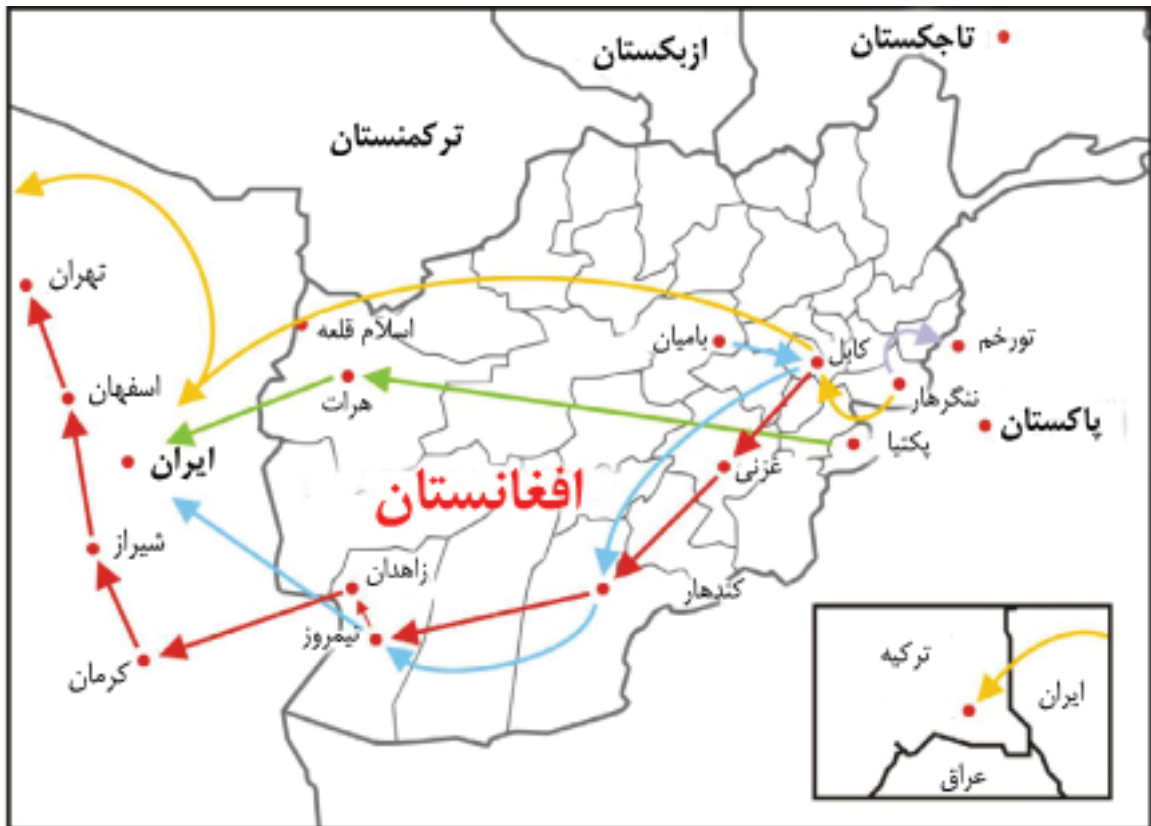 تاجکستان
ازبکستان
ترکمنستان
تهران
اسلام قلعه
بامیان
کابل
تورخم
اسفهان
هرات
ننگرهار
پاکستان
پکتیا
ایران
غزنی
افغانستان
شیراز
زاهدان
کندهار
نیمروز
کرمان
ترکیه
ایران
عراق